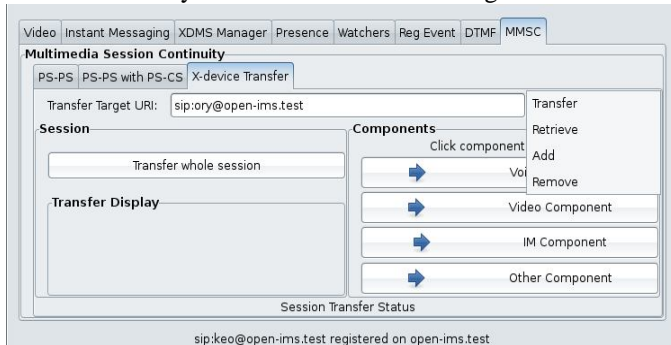 Video Instant Messaging XDMS Manager Presence Watchers Reg Event DTMF MMSC
Multimedia Session Continuity
PS-PS PS-PS with PS-CS X-device Transfer
Transfer Target URI: sip:ory@open-ims.test
Transfer
Retrieve
Add
Remove
Session
Transfer whole session
Transfer Display
Components
Click component
Voi
Video Component
IM Component
Other Component
Session Transfer Status
sip:keo@open-ims.test registered on open-ims.test